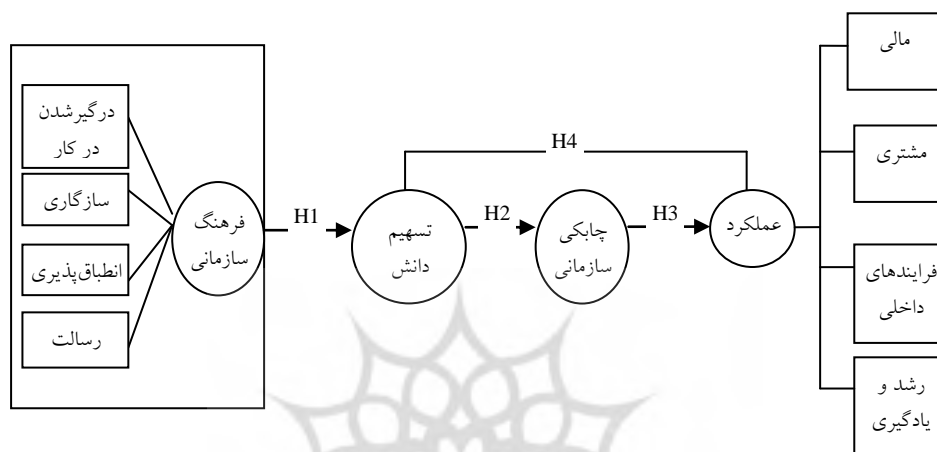 درگیرشدن
در کار
سازگاری
انطباق‌پذیری
رسالت
فرهنگ
سازمانی
H1
تسهیم
دانش
H2
چابکی
سازمانی
H3
H4
عملکرد
مالی
مشتری
فرایندهای
داخلی
رشد و
یادگیری